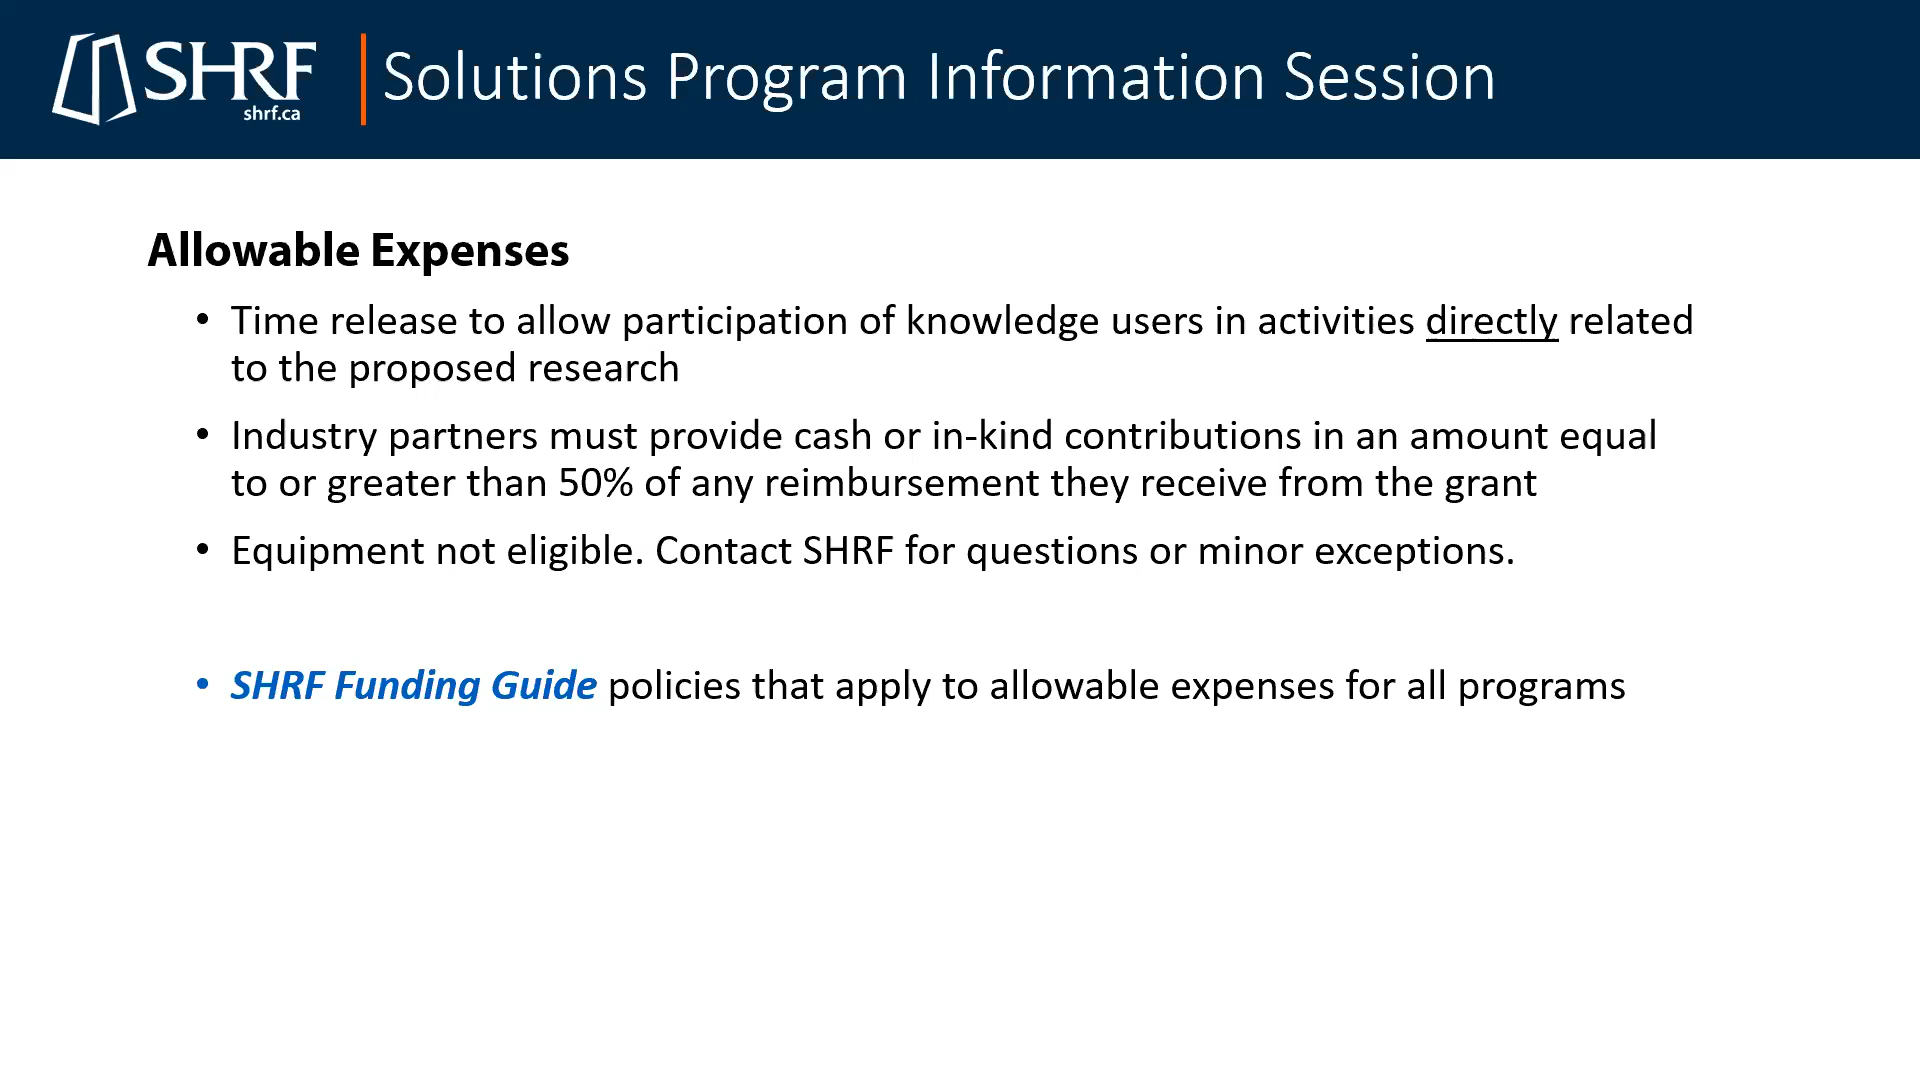 SHRF
shrf.ca
Solutions Program Information Session
Allowable Expenses
• Time release to allow participation of knowledge users in activities directly related
to the proposed research
• Industry partners must provide cash or in-kind contributions in an amount equal
to or greater than 50% of any reimbursement they receive from the grant
• Equipment not eligible. Contact SHRF for questions or minor exceptions.
• SHRF Funding Guide policies that apply to allowable expenses for all programs